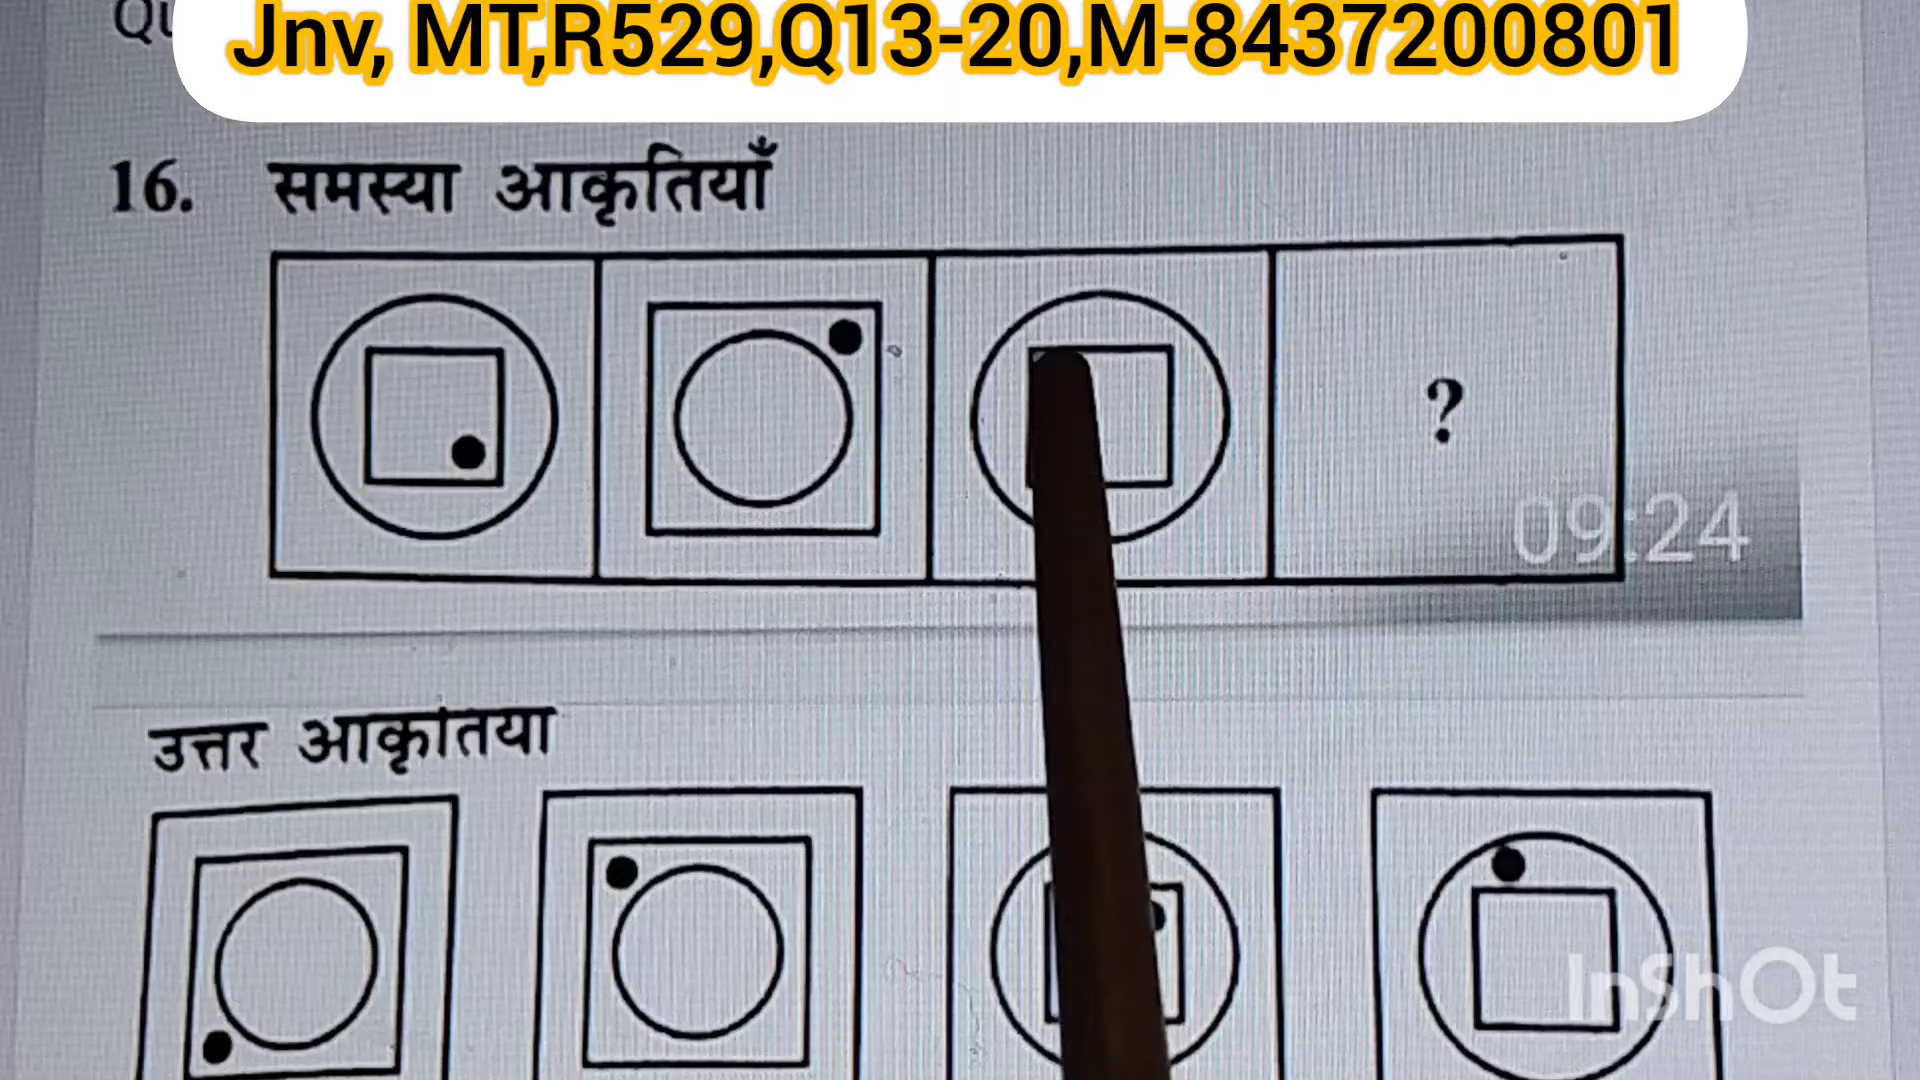 Jnv, MT,R529,Q13-20,M-8437200801
16. समस्या आकृतियाँ
?
09:24
उत्तर आकृतिया
InShOt